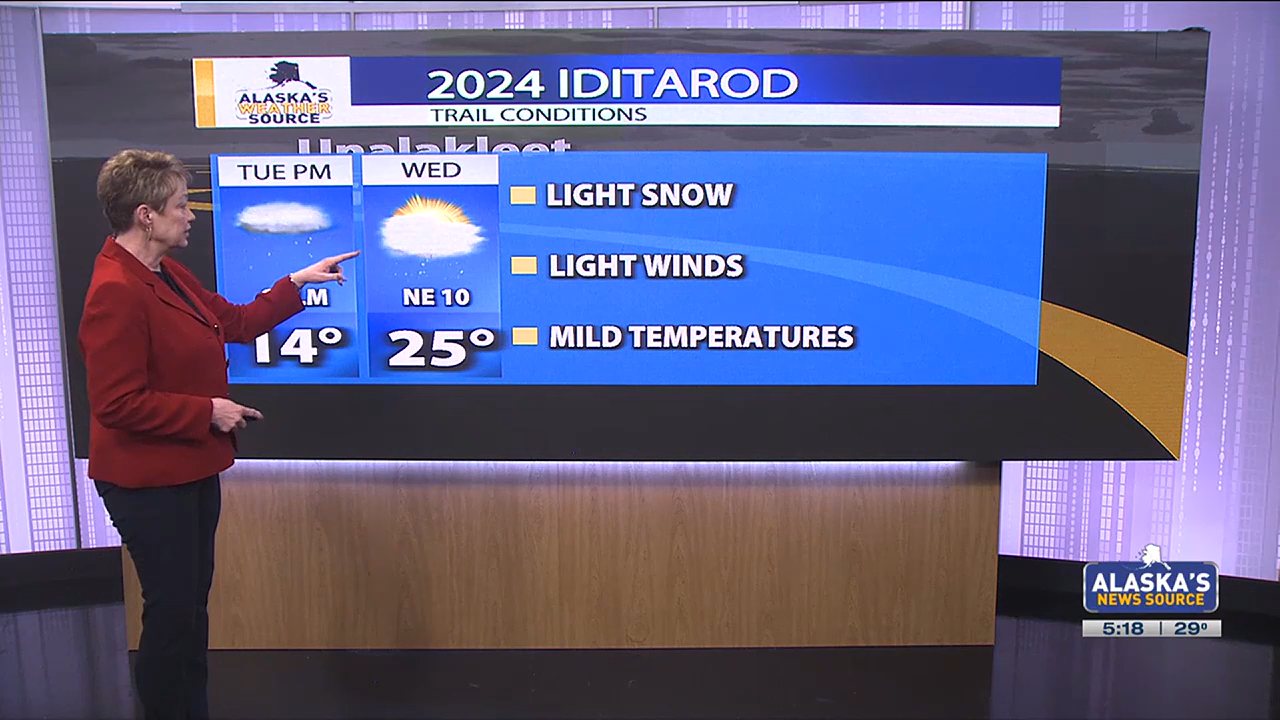 ALASKA'S
WEATHER
SOURCE
2024 IDITAROD
TRAIL CONDITIONS
Unalakleet
TUE PM
WED
NE 10
14°
25°
LIGHT SNOW
LIGHT WINDS
MILD TEMPERATURES
ALASKA'S
NEWS SOURCE
5:18 | 29°